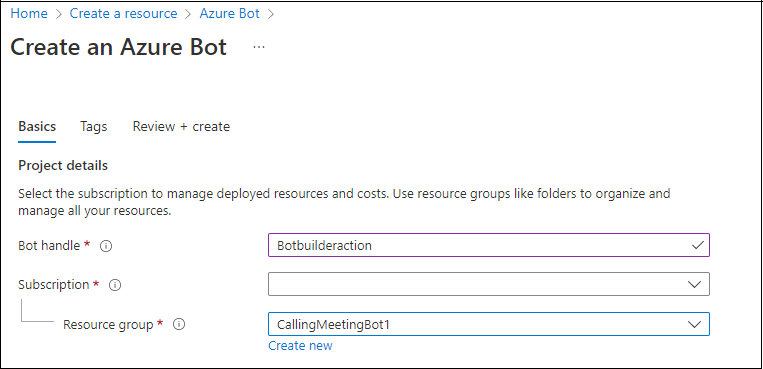 Home > Create a resource > Azure Bot >
Create an Azure Bot ...
Basics Tags Review + create
Project details
Select the subscription to manage deployed resources and costs. Use resource groups like folders to organize and
manage all your resources.
Bot handle * Botbuilderaction
Subscription *
Resource group * CallingMeetingBot1
Create new